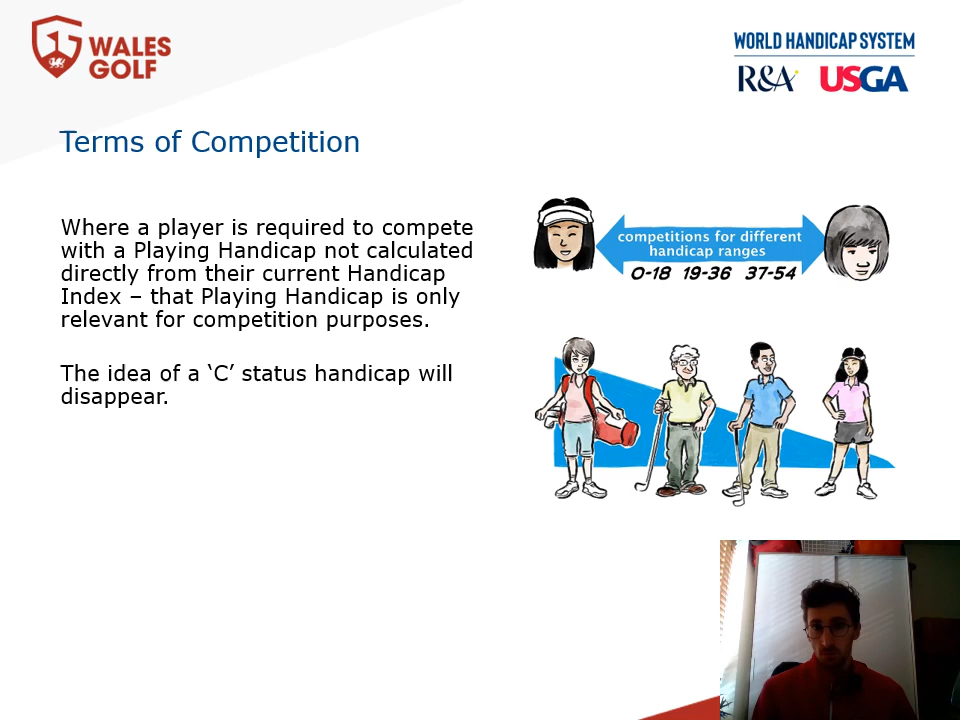 WALES
GOLF
WORLD HANDICAP SYSTEM
R&A USGA
Terms of Competition
Where a player is required to compete
with a Playing Handicap not calculated
directly from their current Handicap
Index – that Playing Handicap is only
relevant for competition purposes.
The idea of a ‘C’ status handicap will
disappear.
competitions for different
handicap ranges
0-18 19-36 37-54